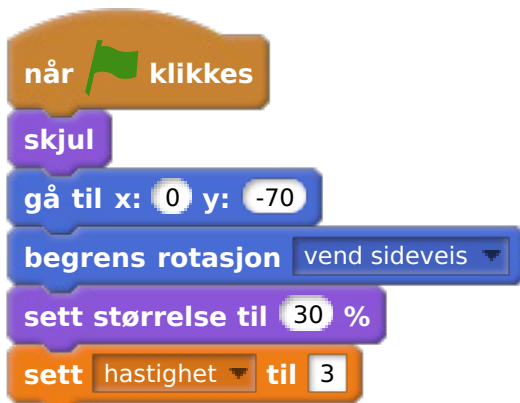 når klikkes
skjul
gå til x: 0 y: -70
begrens rotasjon vend sideveis
sett størrelse til 30 %
sett hastighet til 3